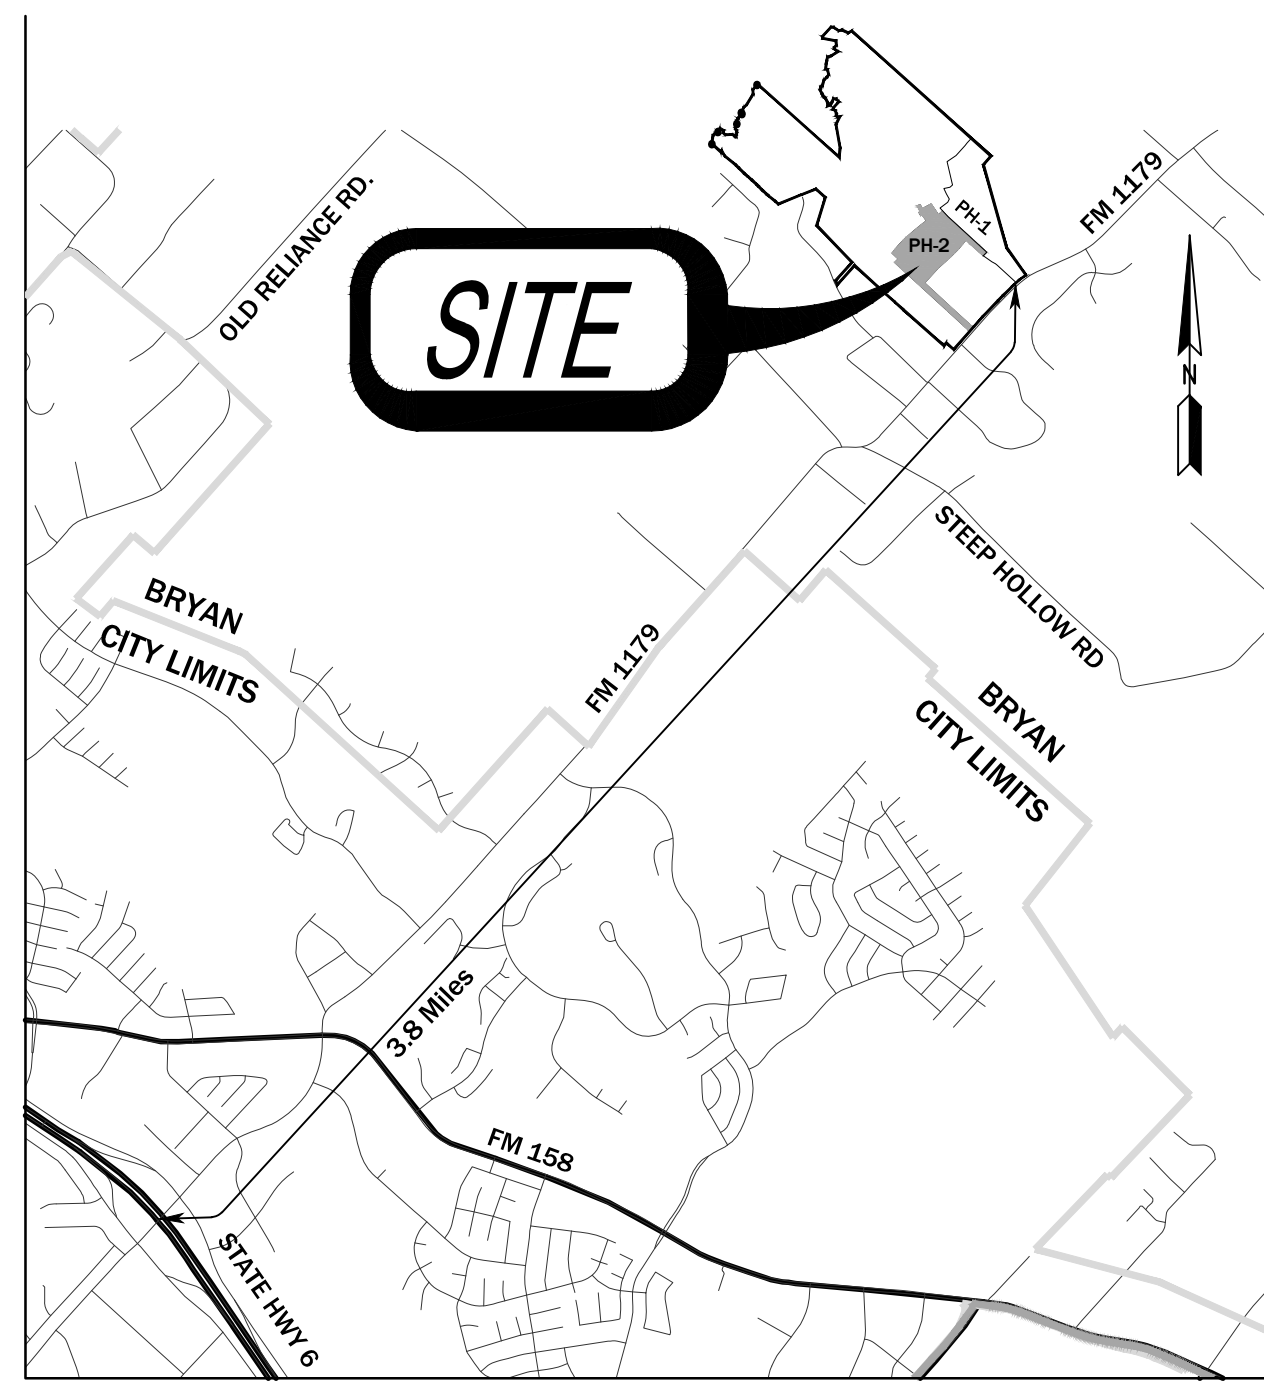 FM 1179
OLD RELIANCE RD.
PH-1
PH-2
SITE
N
STEEP HOLLOW RD
BRYAN
CITY LIMITS
FM 1179
BRYAN
CITY LIMITS
3.8 Miles
FM 158
STATE HWY 6